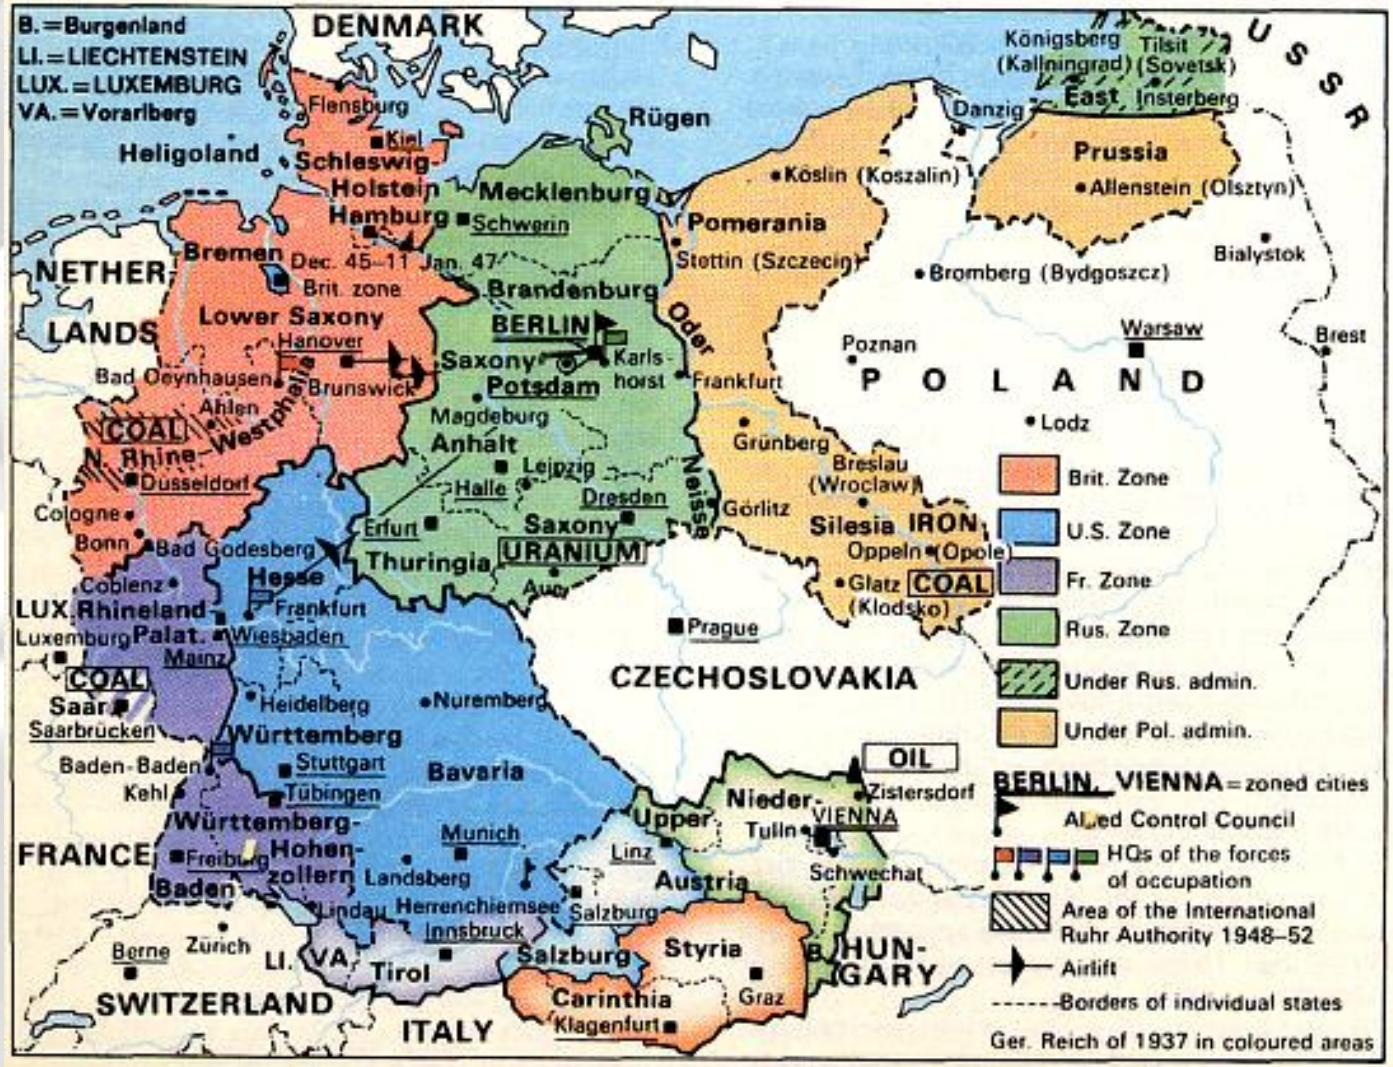 B.=Burgenland
LI.=LIECHTENSTEIN
LUX.=LUXEMBURG
VA.=Vorarlberg
DENMARK
USSR
Königsberg
(Kaliningrad)
Tilsit
(Sovetsk)
East
Insterberg
Prussia
Allenstein (Olsztyn)
Danzig
Flensburg
Kiel
Rügen
Heligoland
Schleswig-
Holstein
Hamburg
Mecklenburg
Schwerin
Köslin (Koszalin)
Pomerania
Stettin (Szczecin)
Bromberg (Bydgoszcz)
Bialystok
NETHER-
LANDS
Bremen
Dec. 45–11 Jan. 47
Brit. zone
Lower Saxony
Hanover
Bad Oeynhausen
Brunswick
Brandenburg
BERLIN
Saxony
Karls-
horst
Potsdam
Oder
Frankfurt
Poznan
Warsaw
Brest
POLAND
Lodz
Ahlen
COAL
N. Rhine-Westphalia
Dusseldorf
Cologne
Bonn
Bad Godesberg
Magdeburg
Anhalt
Leipzig
Halle
Dresden
Neisse
Erfurt
Saxony
Thuringia
URANIUM
Aue
Grünberg
Breslau
(Wroclaw)
Görlitz
Silesia
IRON
Oppeln (Opole)
Glatz
(Klodsko)
COAL
Coblenz
Hesse
Frankfurt
LUX.
Rhineland-
Luxemburg
Palat.
Wiesbaden
Mainz
COAL
Saar
Saarbrücken
Heidelberg
Nuremberg
Prague
CZECHOSLOVAKIA
Württemberg
Baden-Baden
Stuttgart
Bavaria
Kehl
Tübingen
Württemberg-
Hohen-
zollern
FRANCE
Freiburg
Baden
Munich
Landsberg
Lindau
Herrenchiemsee
OIL
Zistersdorf
Nieder-
Upper
Tulln
VIENNA
Linz
Schwechat
Austria
Salzburg
Innsbruck
Berne
Zürich
LI.
VA
Tirol
Salzburg
Styria
B.
HUN-
GARY
SWITZERLAND
ITALY
Carinthia
Graz
Klagenfurt
Brit. Zone
U.S. Zone
Fr. Zone
Rus. Zone
Under Rus. admin.
Under Pol. admin.
BERLIN, VIENNA=zoned cities
Allied Control Council
HQs of the forces
of occupation
Area of the International
Ruhr Authority 1948–52
Airlift
Borders of individual states
Ger. Reich of 1937 in coloured areas